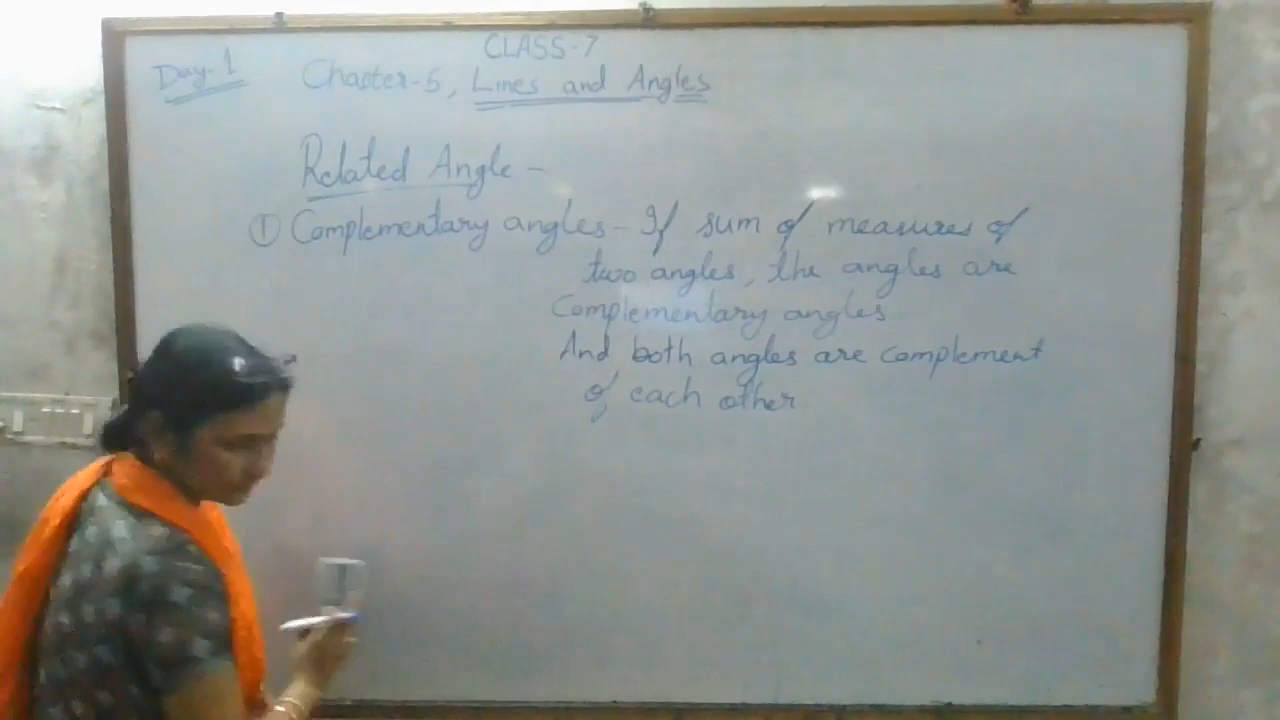 CLASS-7
Day-1
Chapter-5, Lines and Angles
Related Angle -
① Complementary angles - If sum of measures of
two angles, the angles are
Complementary angles
And both angles are complement
of each other